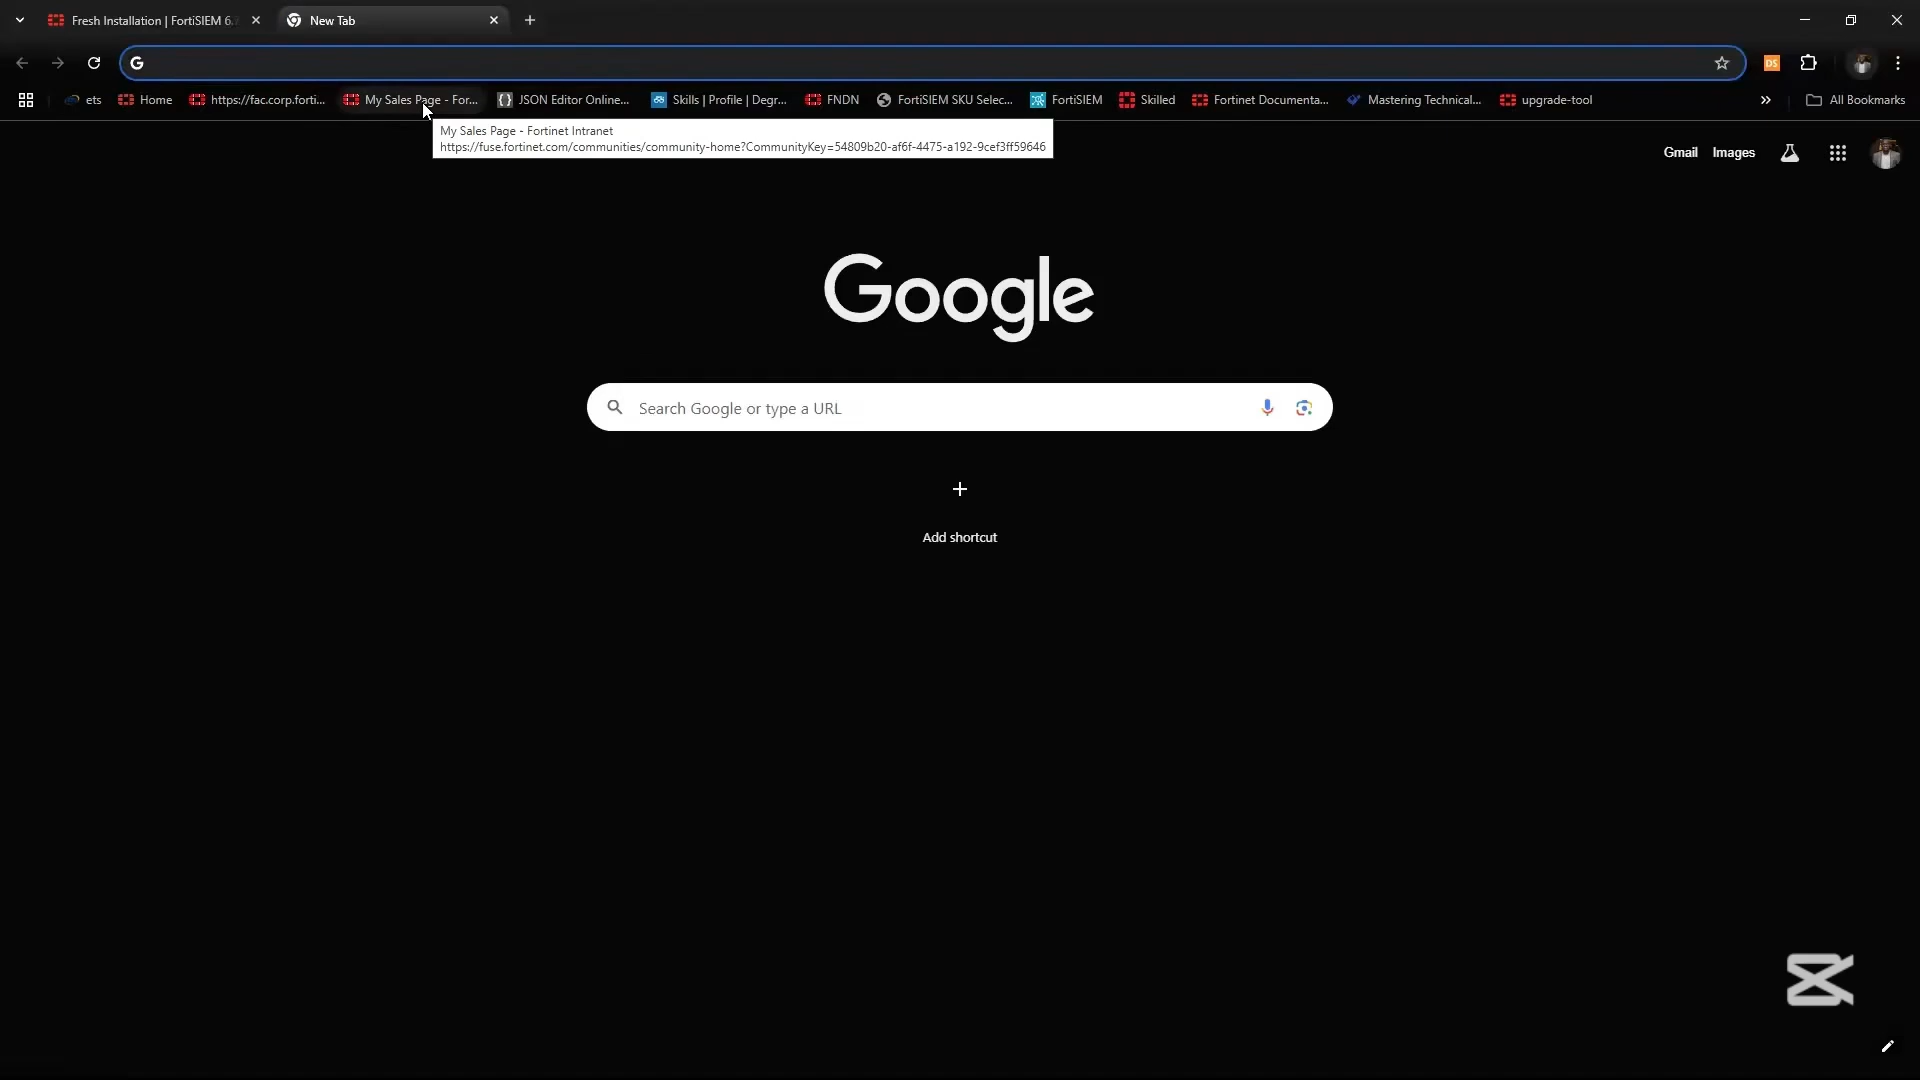 Fresh Installation | FortiSIEM 6.
New Tab
ets
Home
https://fac.corp.forti...
My Sales Page - For...
JSON Editor Online...
Skills | Profile | Degr...
FNDN
FortiSIEM SKU Selec...
FortiSIEM
Skilled
Fortinet Documenta...
Mastering Technical...
upgrade-tool
All Bookmarks
My Sales Page - Fortinet Intranet
https://fuse.fortinet.com/communities/community-home?CommunityKey=54809b20-af6f-4475-a192-9cef3ff59646
Gmail
Images
Google
Search Google or type a URL
Add shortcut
DS